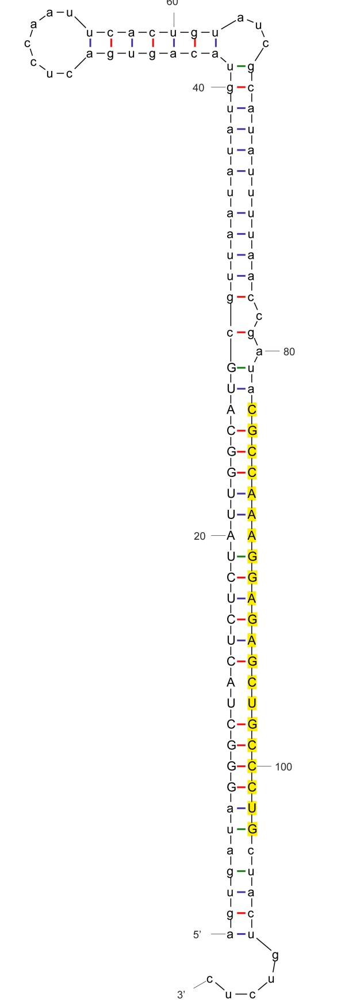 60
a a u a u
a
u c a c u g u
c c
a g u g a c a
c u g
u c
40 g c
u a
a u
u a
a u
u u
a u
a u
u a
u a
g c
c
c g
a 80
G u
U a
A C
C G
G C
G C
U A
U A
20 A A
U G
C G
U A
C G
U A
C G
A C
U U
C G
G C
G C 100
G C
a U
u G
a c
g u
u a
g c
5’ a u
g
c u
3’ u c